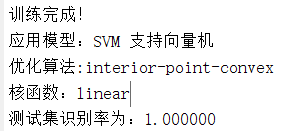 训练完成!
应用模型：SVM 支持向量机
优化算法:interior-point-convex
核函数：linear
测试集识别率为：1.000000